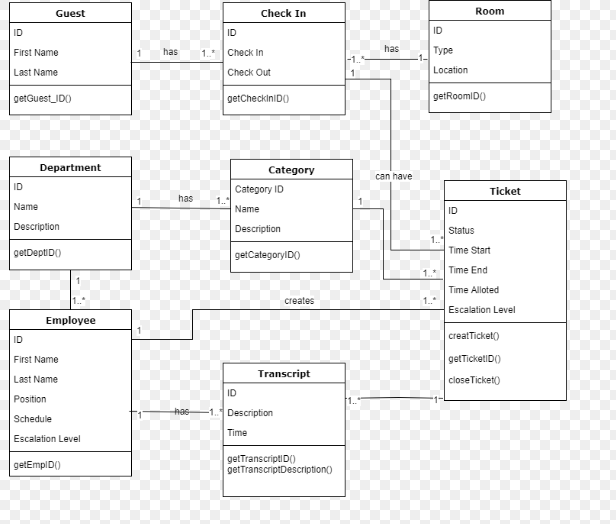 Guest
ID
First Name
Last Name
getGuest_ID()
1
has
1..*
Check In
ID
Check In
Check Out
getCheckInID()
1..*
has
1
1
Room
ID
Type
Location
getRoomID()
can have
Department
ID
Name
Description
getDeptID()
1
has
1..*
Category
Category ID
Name
Description
getCategoryID()
1
Ticket
ID
Status
Time Start
Time End
Time Alloted
Escalation Level
creatTicket()
getTicketID()
closeTicket()
1..*
1..*
1..*
1
1..*
creates
Employee
ID
First Name
Last Name
Position
Schedule
Escalation Level
getEmpID()
1
1
has
1..*
Transcript
ID
Description
Time
getTranscriptID()
getTranscriptDescription()
1..*
1